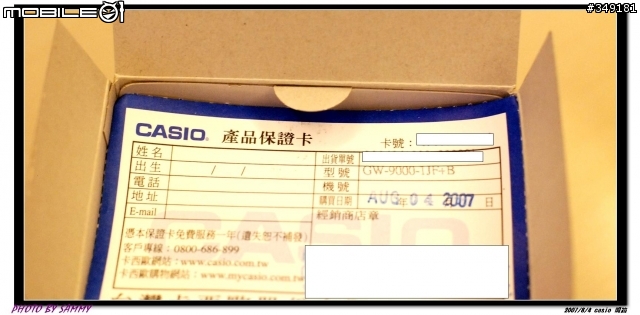 MOBILE01
#349181
CASIO 產品保證卡 卡號：
姓名
出貨單號
出生 / /
型號 GW-9000-1JF+B
電話
機號
地址
購買日期 AUG 年 04 2007 日
E-mail
經銷商店章
CASIO
憑本保證卡免費服務一年(遺失恕不補發)
客戶專線：0800-686-899
卡西歐網站：www.casio.com.tw
卡西歐購物網站：www.mycasio.com.tw
PHOTO BY SAMMY
2007/8/4 casio